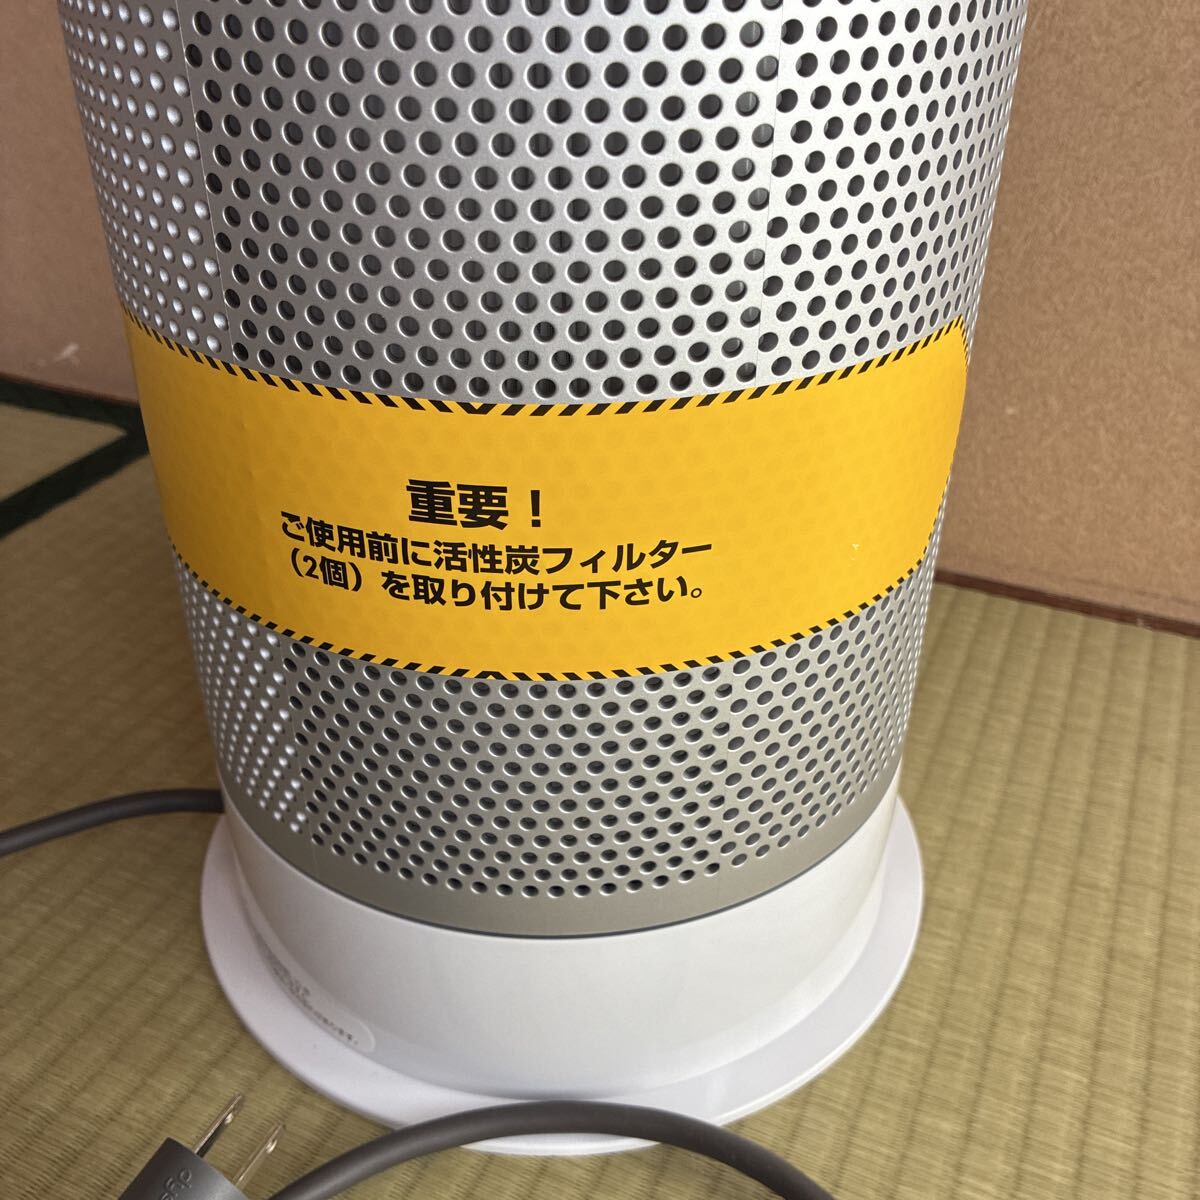 重要！
ご使用前に活性炭フィルター
（2個）を取り付けて下さい。